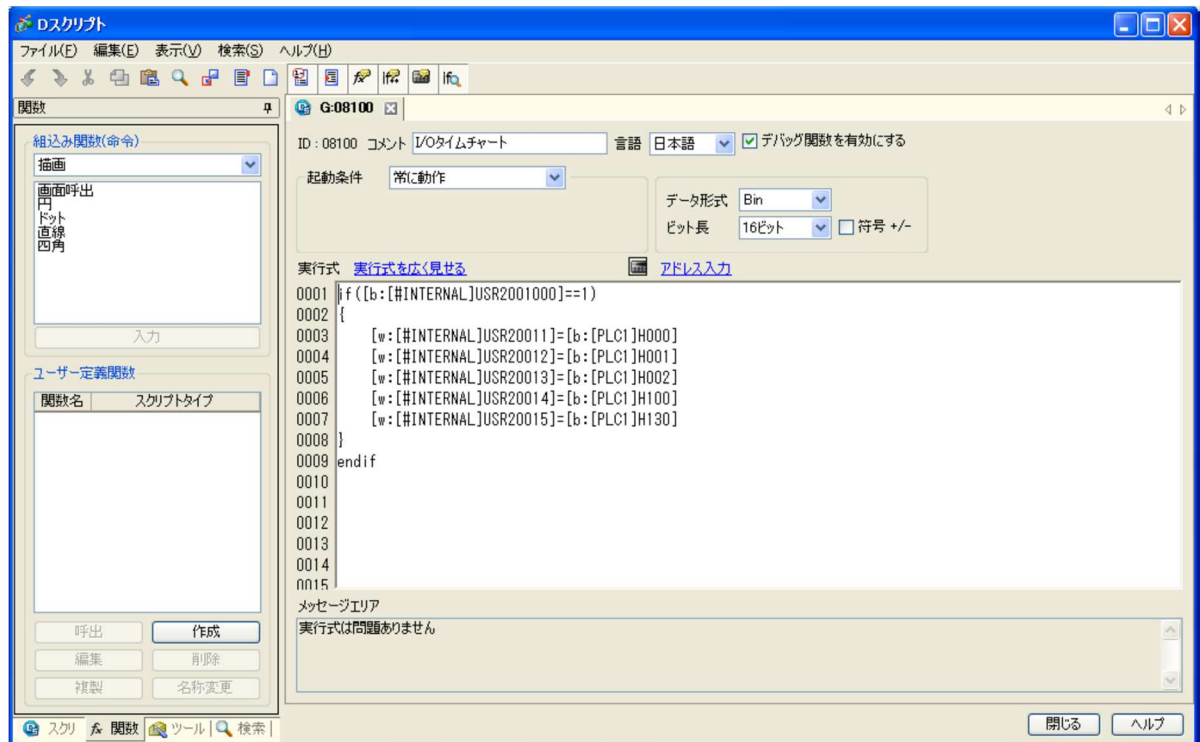 Dスクリプト
ファイル(F) 編集(E) 表示(V) 検索(S) ヘルプ(H)
関数
組込み関数(命令)
描画
画面呼出
円
ドット
直線
四角
入力
ユーザー定義関数
関数名 スクリプトタイプ
呼出 作成
編集 削除
複製 名称変更
スクリ 関数 ツール 検索
G:08100
ID : 08100 コメント I/Oタイムチャート 言語 日本語 デバッグ関数を有効にする
起動条件 常に動作
データ形式 Bin
ビット長 16ビット 符号 +/-
実行式 実行式を広く見せる アドレス入力
0001 if([b:[#INTERNAL]USR2001000]==1)
0002 {
0003 [w:[#INTERNAL]USR20011]=[b:[PLC1]H000]
0004 [w:[#INTERNAL]USR20012]=[b:[PLC1]H001]
0005 [w:[#INTERNAL]USR20013]=[b:[PLC1]H002]
0006 [w:[#INTERNAL]USR20014]=[b:[PLC1]H100]
0007 [w:[#INTERNAL]USR20015]=[b:[PLC1]H130]
0008 }
0009 endif
0010
0011
0012
0013
0014
0015
メッセージエリア
実行式は問題ありません
閉じる ヘルプ